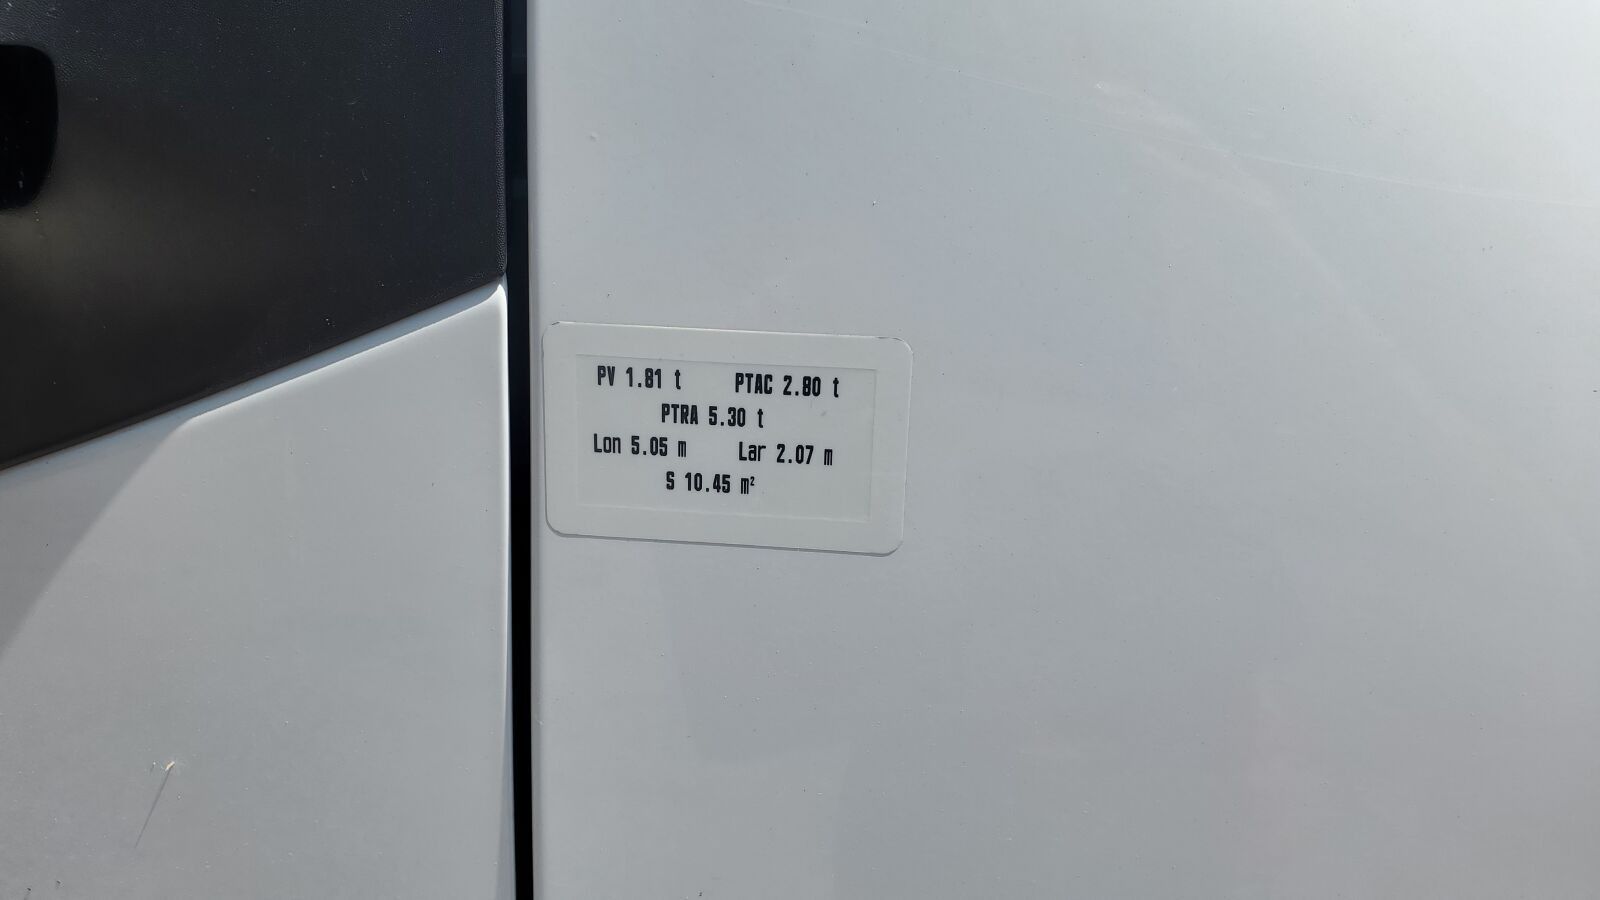 PV 1.81 t PTAC 2.80 t
PTRA 5.30 t
Lon 5.05 m Lar 2.07 m
S 10.45 m²